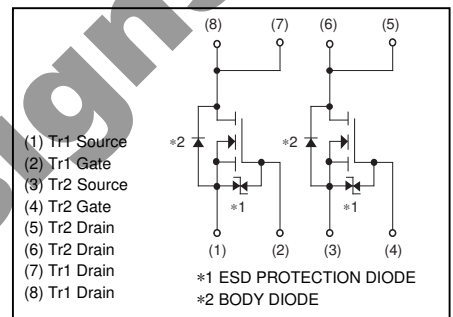 (8) (7) (6) (5)
∗2 ∗2
(1) Tr1 Source
(2) Tr1 Gate
(3) Tr2 Source
(4) Tr2 Gate
(5) Tr2 Drain
(6) Tr2 Drain
(7) Tr1 Drain
(8) Tr1 Drain
∗1 ∗1
(1) (2) (3) (4)
∗1 ESD PROTECTION DIODE
∗2 BODY DIODE